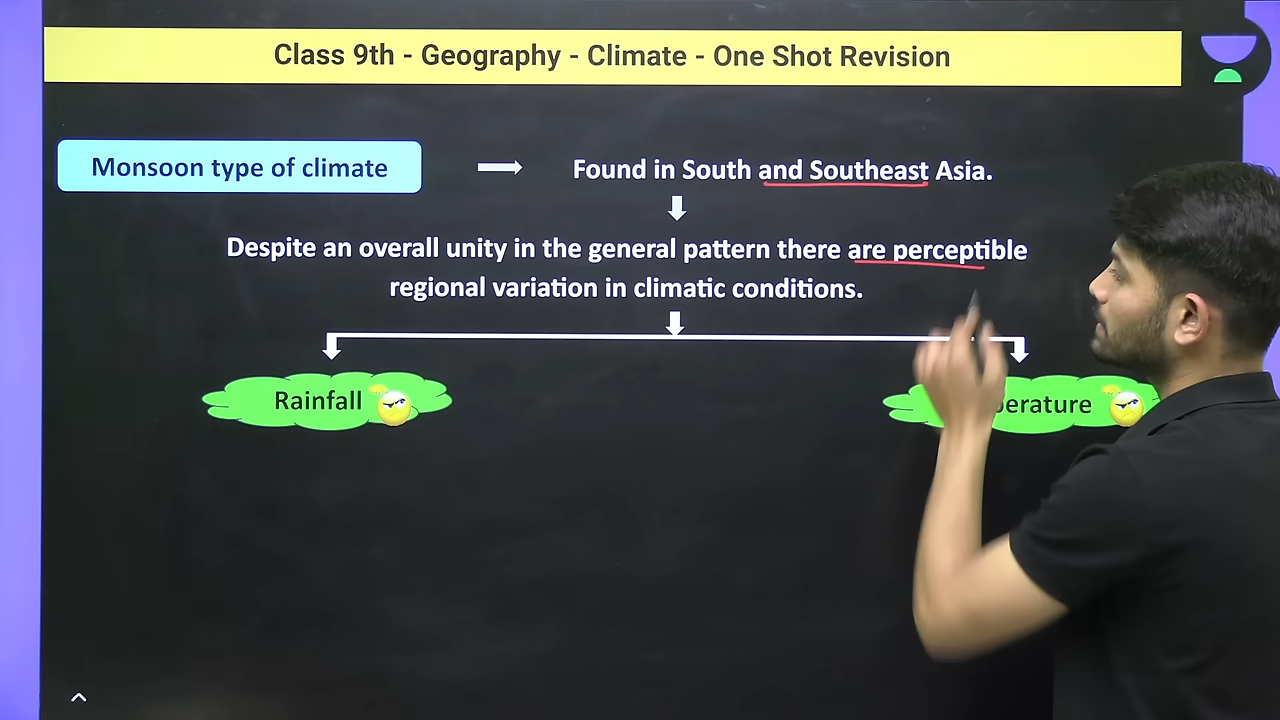 Class 9th - Geography - Climate - One Shot Revision
Monsoon type of climate
Found in South and Southeast Asia.
Despite an overall unity in the general pattern there are perceptible
regional variation in climatic conditions.
Rainfall